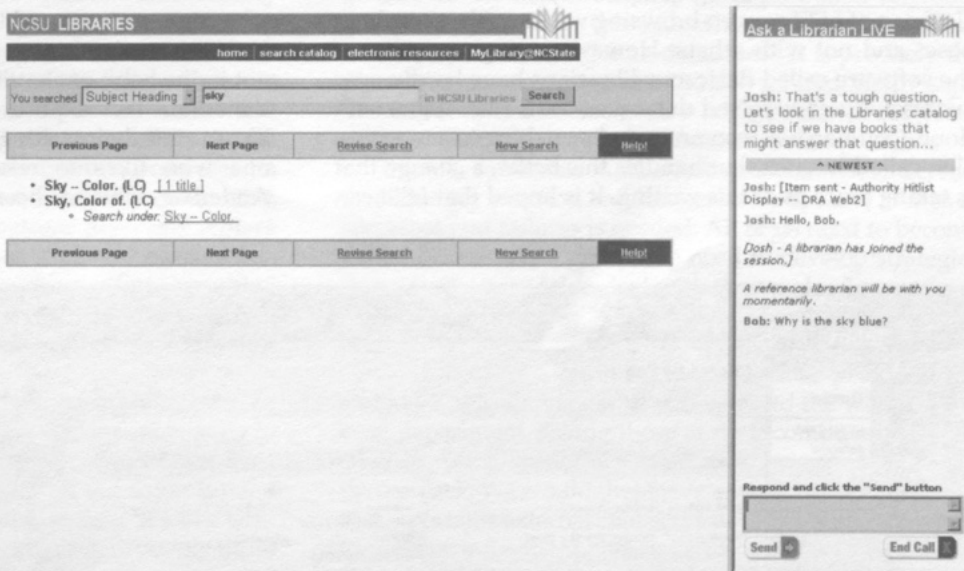 NCSU LIBRARIES
home | search catalog | electronic resources | MyLibrary@NCState
You searched Subject Heading sky in NCSU Libraries Search
Previous Page Next Page Revise Search New Search Help!
• Sky -- Color. (LC) [1 title ]
• Sky, Color of. (LC)
• Search under: Sky -- Color.
Previous Page Next Page Revise Search New Search Help!
Ask a Librarian LIVE
Josh: That's a tough question.
Let's look in the Libraries' catalog
to see if we have books that
might answer that question...
^ NEWEST ^
Josh: [Item sent - Authority Hitlist
Display -- DRA Web2]
Josh: Hello, Bob.
[Josh - A librarian has joined the
session.]
A reference librarian will be with you
momentarily.
Bob: Why is the sky blue?
Respond and click the "Send" button
Send
End Call X